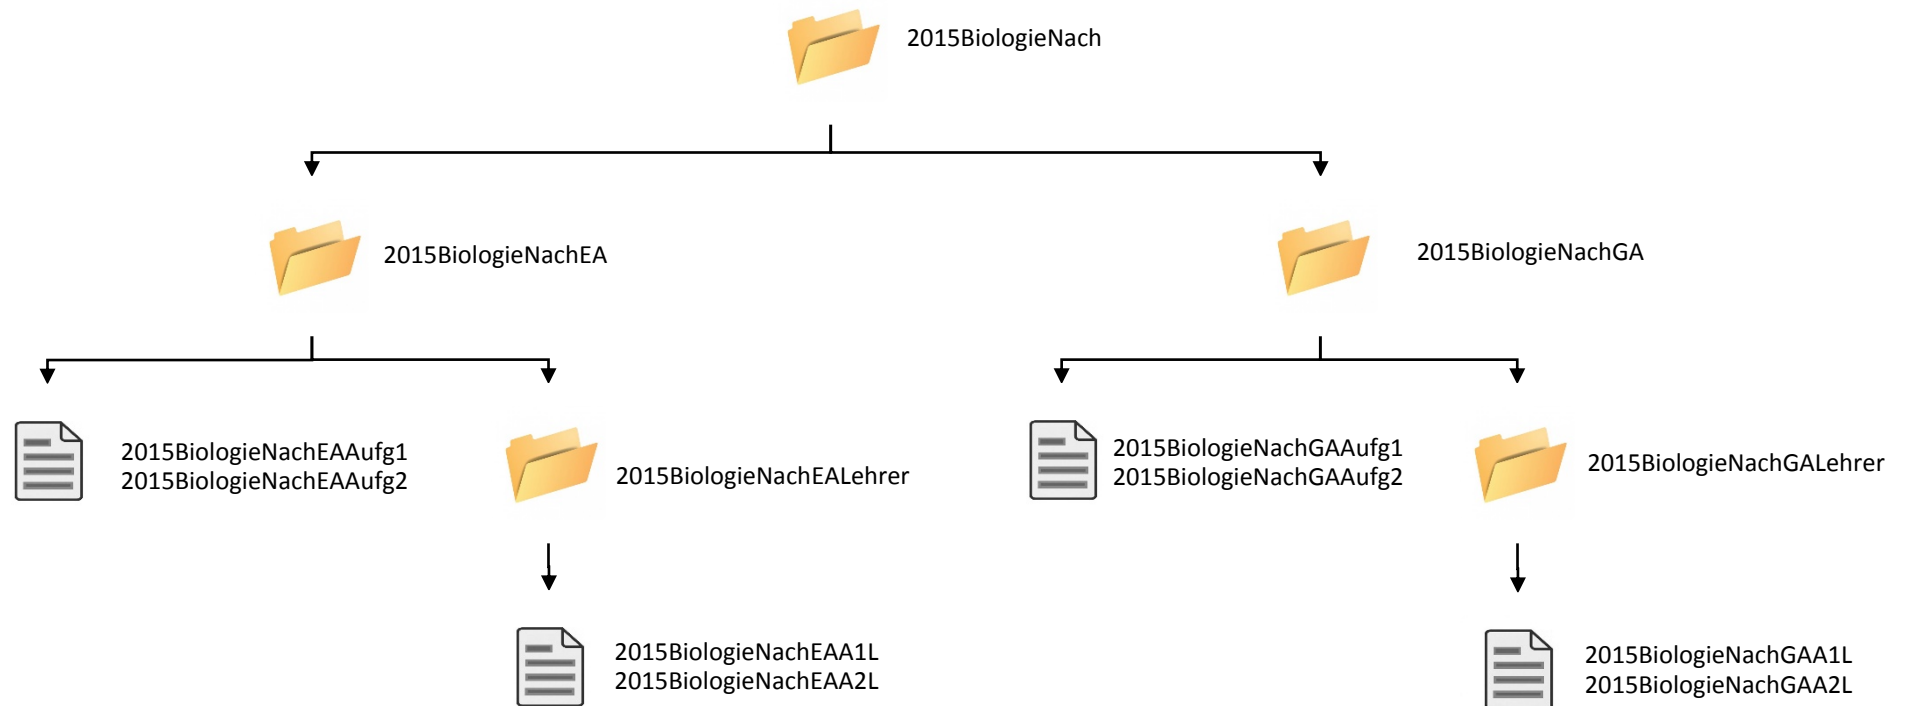 2015BiologieNach
2015BiologieNachEA
2015BiologieNachGA
2015BiologieNachEAAufg1
2015BiologieNachEAAufg2
2015BiologieNachEALehrer
2015BiologieNachGAAufg1
2015BiologieNachGAAufg2
2015BiologieNachGALehrer
2015BiologieNachEAA1L
2015BiologieNachEAA2L
2015BiologieNachGAA1L
2015BiologieNachGAA2L